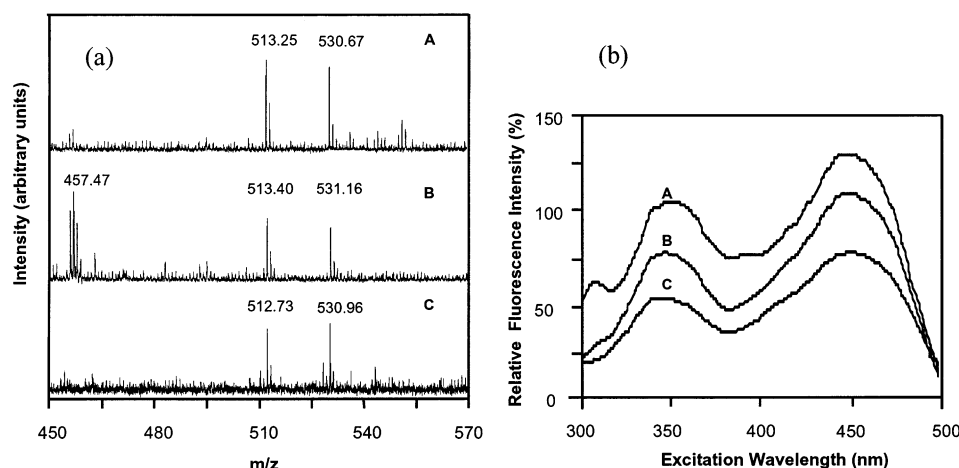 (a)
Intensity (arbitrary units)
513.25 530.67 A
457.47 513.40 531.16 B
512.73 530.96 C
450 480 510 540 570
m/z
(b)
Relative Fluorescence Intensity (%)
150
100
50
0
A
B
C
300 350 400 450 500
Excitation Wavelength (nm)